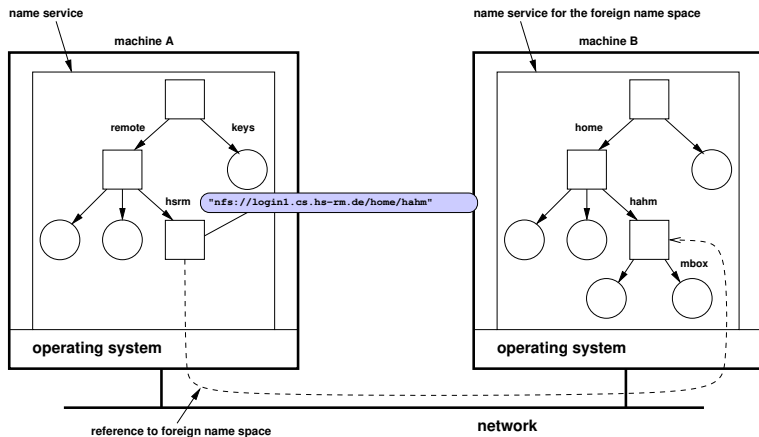 name service
name service for the foreign name space
machine A
machine B
remote
keys
home
hsrm
"nfs://login1.cs.hs-rm.de/home/hahm"
hahm
mbox
operating system
operating system
network
reference to foreign name space